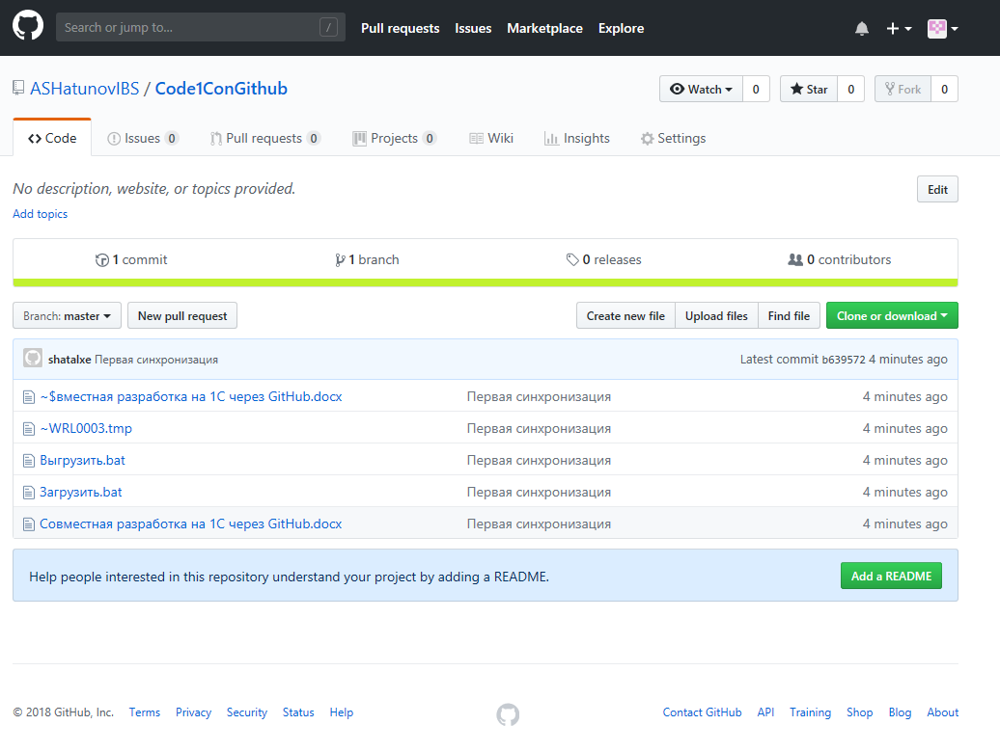 Search or jump to... / Pull requests Issues Marketplace Explore
ASHatunovIBS / Code1ConGithub Watch 0 Star 0 Fork 0
Code Issues 0 Pull requests 0 Projects 0 Wiki Insights Settings
No description, website, or topics provided. Edit
Add topics
1 commit 1 branch 0 releases 0 contributors
Branch: master New pull request Create new file Upload files Find file Clone or download
shatalxe Первая синхронизация Latest commit b639572 4 minutes ago
~$вместная разработка на 1С через GitHub.docx Первая синхронизация 4 minutes ago
~WRL0003.tmp Первая синхронизация 4 minutes ago
Выгрузить.bat Первая синхронизация 4 minutes ago
Загрузить.bat Первая синхронизация 4 minutes ago
Совместная разработка на 1С через GitHub.docx Первая синхронизация 4 minutes ago
Help people interested in this repository understand your project by adding a README. Add a README
© 2018 GitHub, Inc. Terms Privacy Security Status Help Contact GitHub API Training Shop Blog About